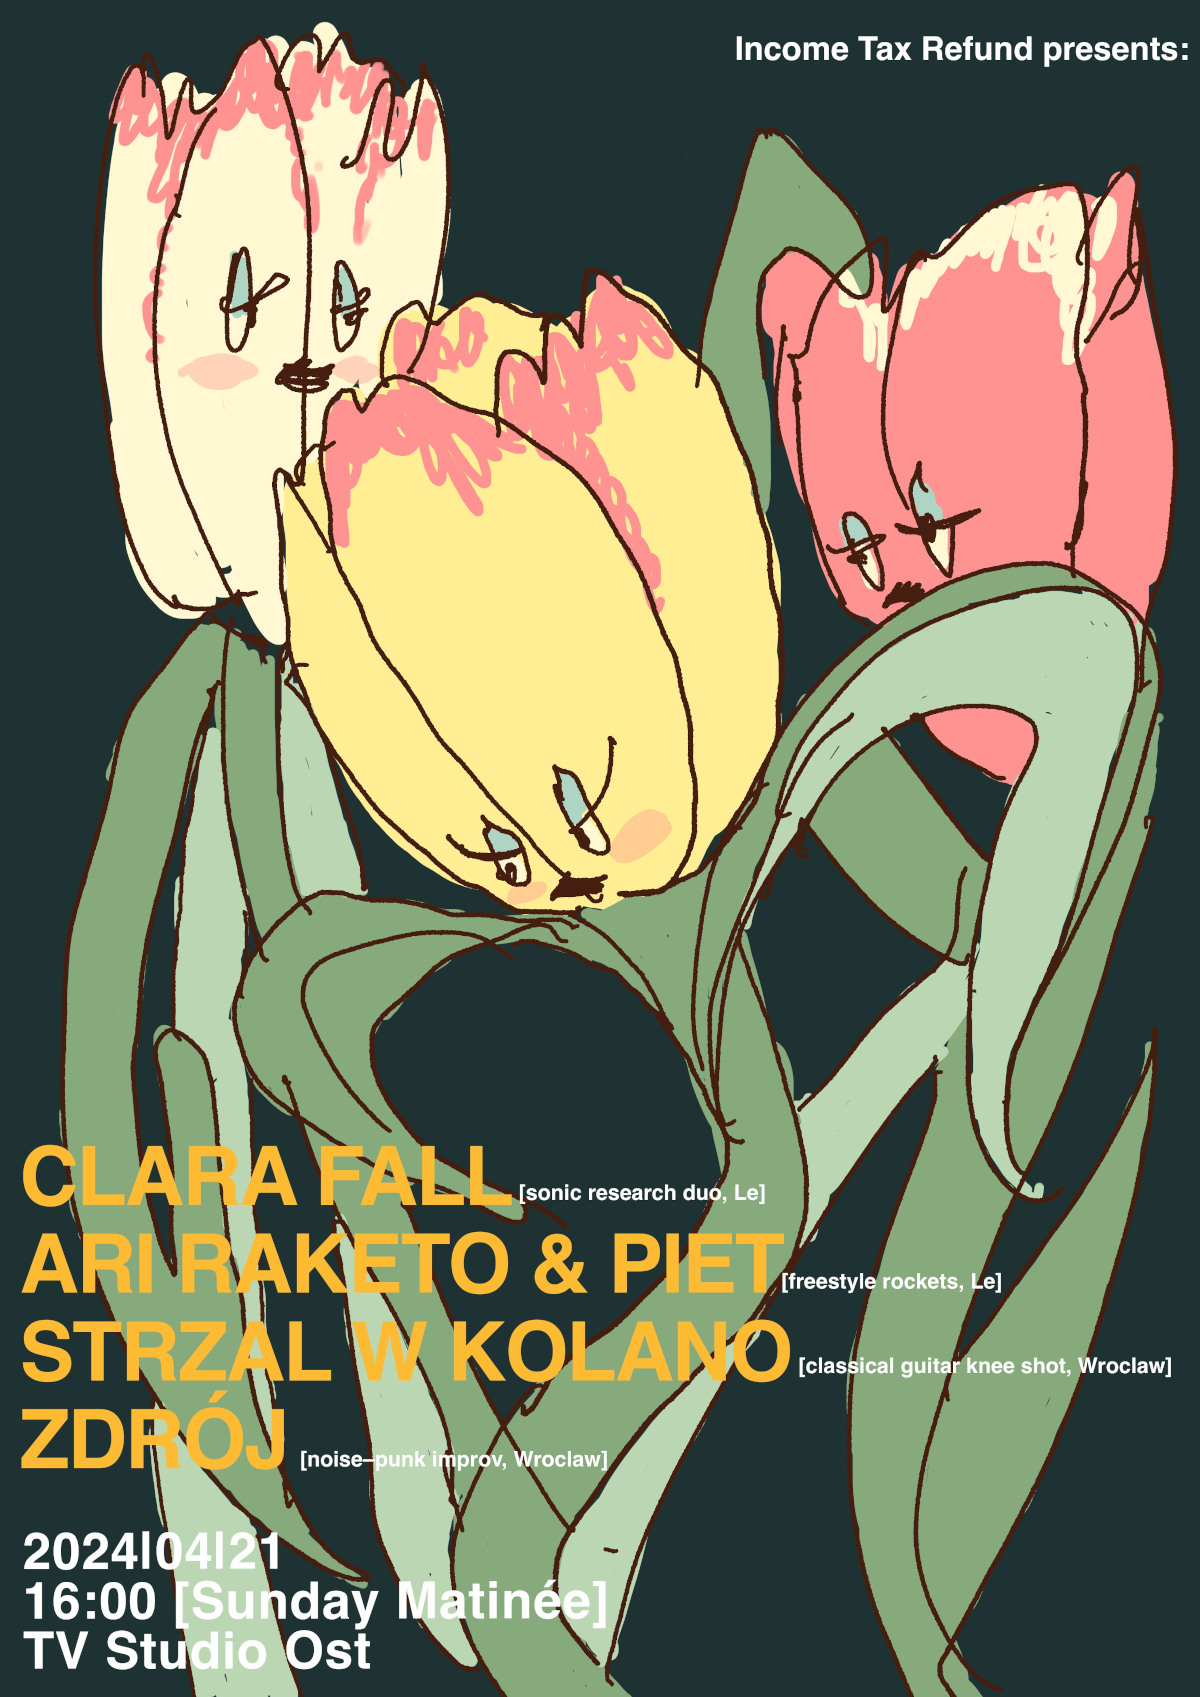 Income Tax Refund presents:
CLARA FALL [sonic research duo, Le]
ARI RAKETO & PIET [freestyle rockets, Le]
STRZAL W KOLANO [classical guitar knee shot, Wroclaw]
ZDRÓJ [noise–punk improv, Wroclaw]
2024|04|21
16:00 [Sunday Matinée]
TV Studio Ost